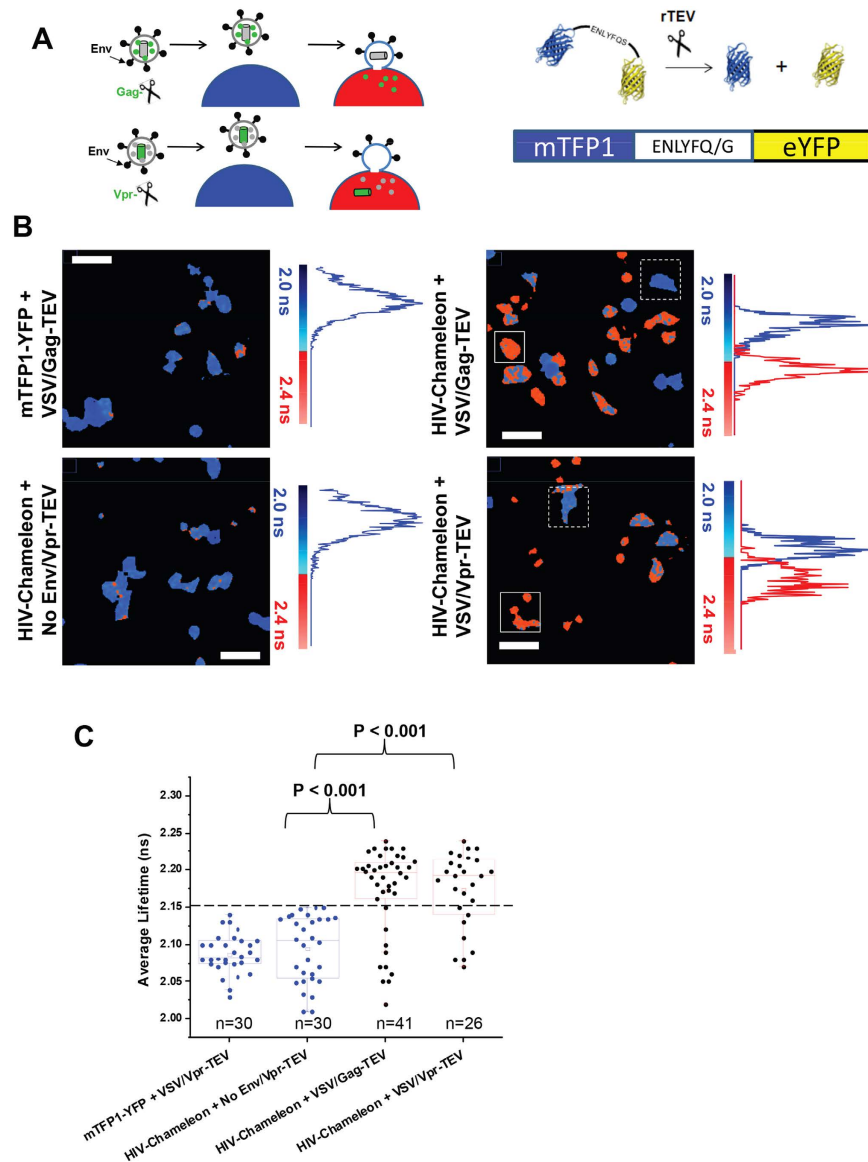 A
Env
Gag-
Env
Vpr-
rTEV
ENLYFQS
+
mTFP1 ENLYFQ/G eYFP
B
mTFP1-YFP +
VSV/Gag-TEV
2.0 ns
2.4 ns
HIV-Chameleon +
VSV/Gag-TEV
2.0 ns
2.4 ns
HIV-Chameleon +
No Env/Vpr-TEV
2.0 ns
2.4 ns
HIV-Chameleon +
VSV/Vpr-TEV
2.0 ns
2.4 ns
C
P < 0.001
P < 0.001
Average Lifetime (ns)
2.30
2.25
2.20
2.15
2.10
2.05
2.00
n=30 n=30 n=41 n=26
mTFP1-YFP + VSV/Vpr-TEV
HIV-Chameleon + No Env/Vpr-TEV
HIV-Chameleon + VSV/Gag-TEV
HIV-Chameleon + VSV/Vpr-TEV